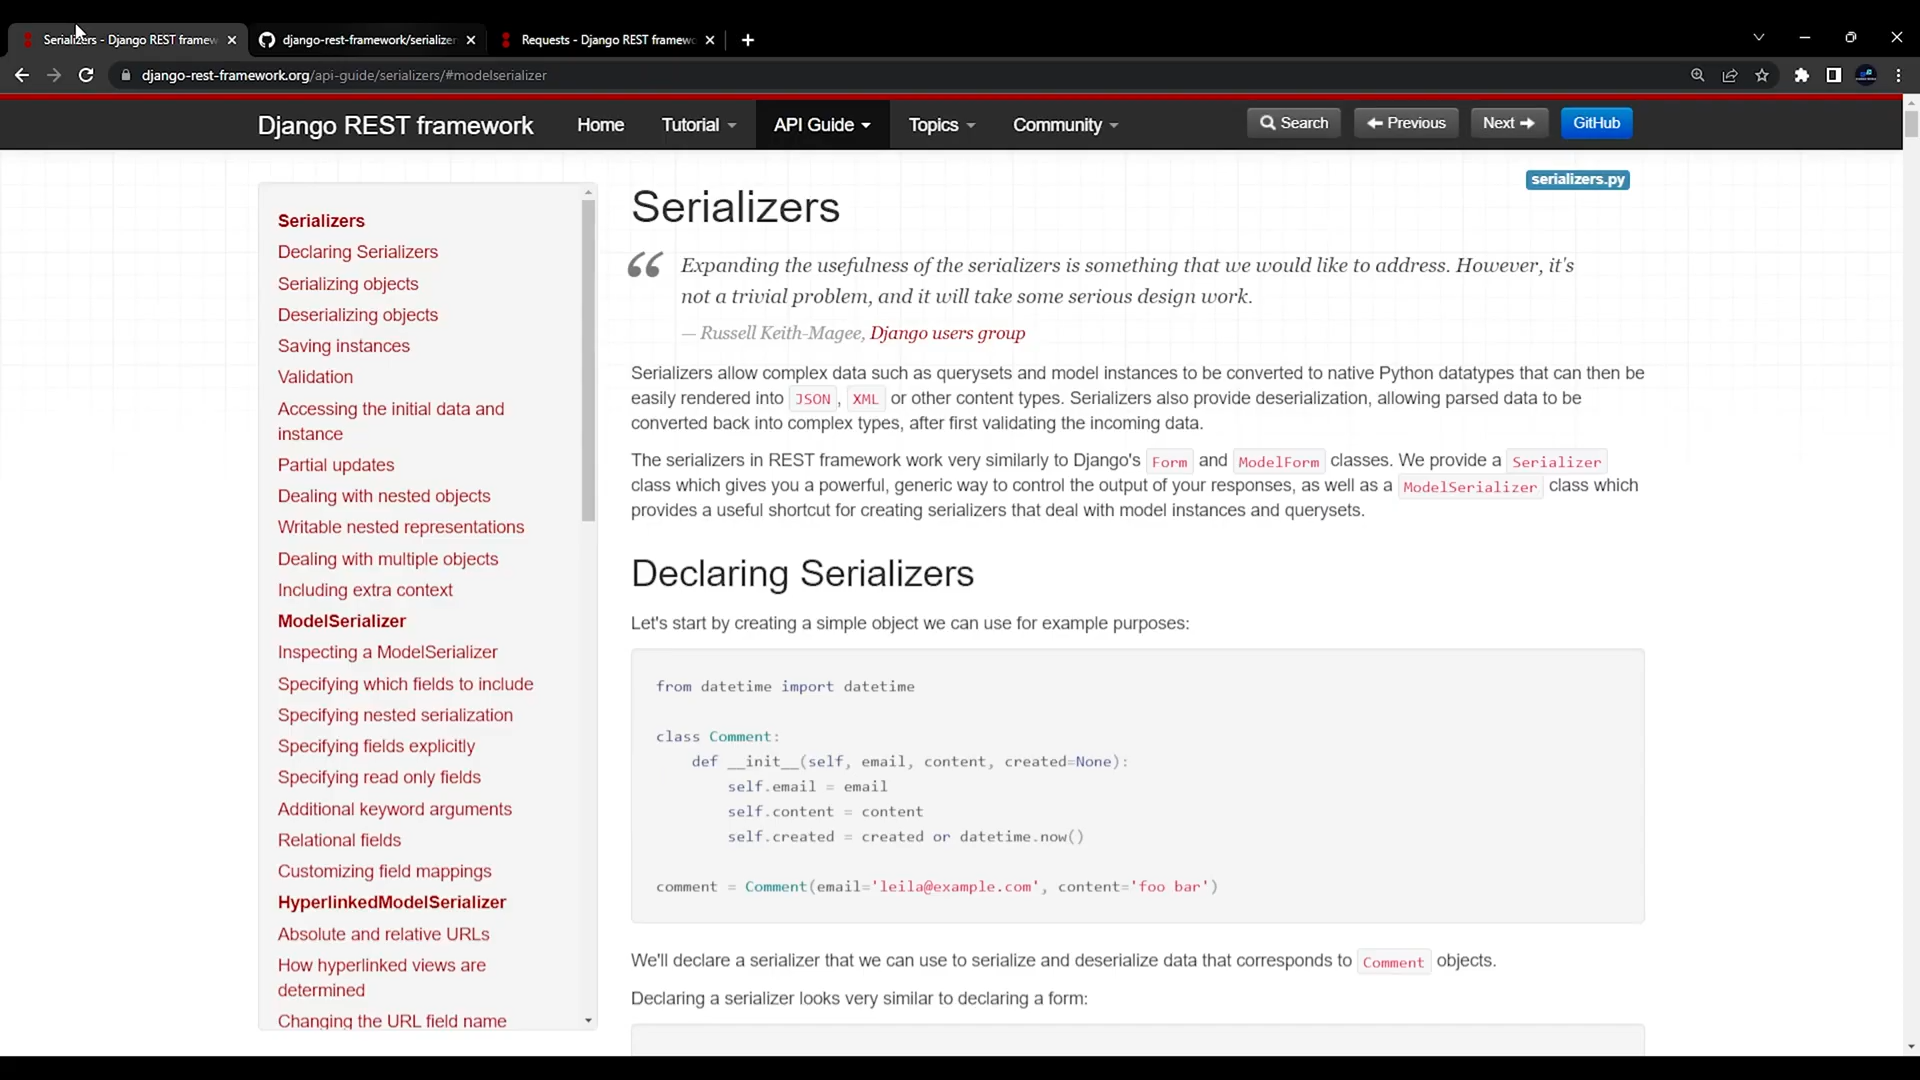 Serializers - Django REST framew
django-rest-framework/serializer
Requests - Django REST framewo
django-rest-framework.org/api-guide/serializers/#modelserializer
Django REST framework
Home
Tutorial
API Guide
Topics
Community
Search
Previous
Next
GitHub
serializers.py
Serializers
Declaring Serializers
Serializing objects
Deserializing objects
Saving instances
Validation
Accessing the initial data and
instance
Partial updates
Dealing with nested objects
Writable nested representations
Dealing with multiple objects
Including extra context
ModelSerializer
Inspecting a ModelSerializer
Specifying which fields to include
Specifying nested serialization
Specifying fields explicitly
Specifying read only fields
Additional keyword arguments
Relational fields
Customizing field mappings
HyperlinkedModelSerializer
Absolute and relative URLs
How hyperlinked views are
determined
Changing the URL field name
Serializers
“ Expanding the usefulness of the serializers is something that we would like to address. However, it's
not a trivial problem, and it will take some serious design work.
— Russell Keith-Magee, Django users group
Serializers allow complex data such as querysets and model instances to be converted to native Python datatypes that can then be
easily rendered into JSON, XML or other content types. Serializers also provide deserialization, allowing parsed data to be
converted back into complex types, after first validating the incoming data.
The serializers in REST framework work very similarly to Django's Form and ModelForm classes. We provide a Serializer
class which gives you a powerful, generic way to control the output of your responses, as well as a ModelSerializer class which
provides a useful shortcut for creating serializers that deal with model instances and querysets.
Declaring Serializers
Let's start by creating a simple object we can use for example purposes:
from datetime import datetime
class Comment:
    def __init__(self, email, content, created=None):
        self.email = email
        self.content = content
        self.created = created or datetime.now()
comment = Comment(email='leila@example.com', content='foo bar')
We'll declare a serializer that we can use to serialize and deserialize data that corresponds to Comment objects.
Declaring a serializer looks very similar to declaring a form: